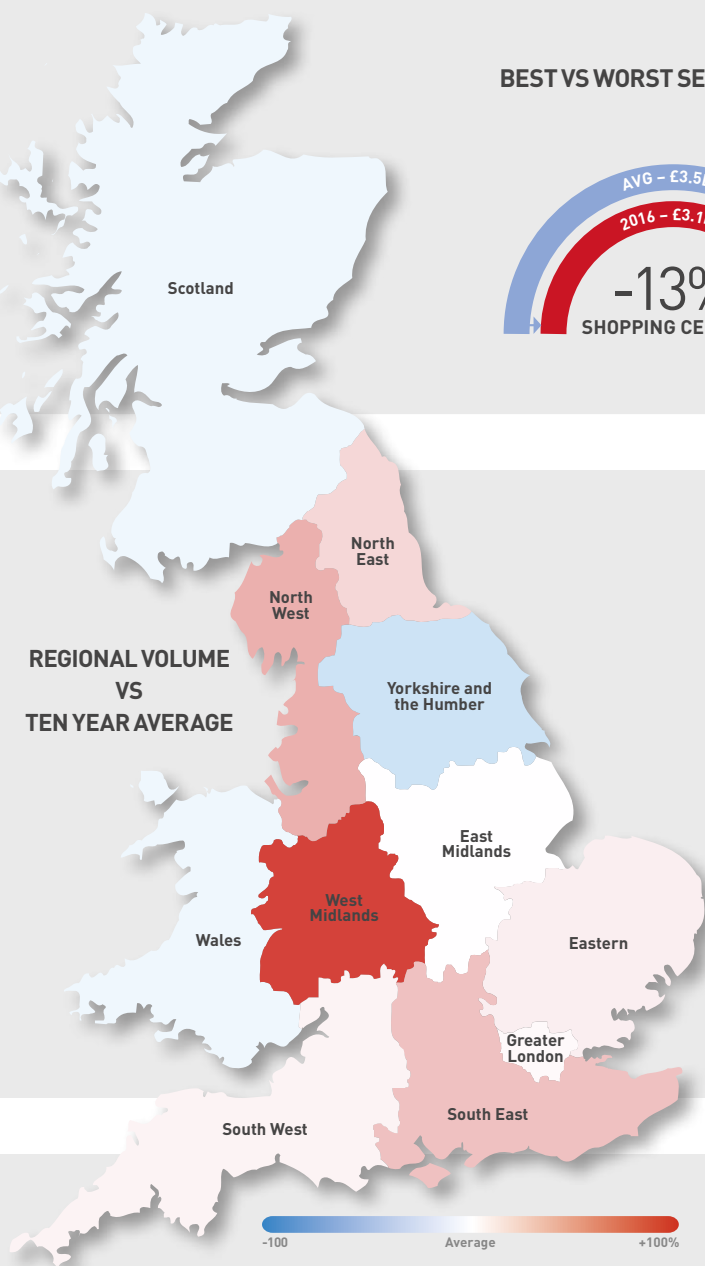 BEST VS WORST SE
AVG – £3.5
2016 – £3.1
-13%
SHOPPING CE
Scotland
North
East
North
West
REGIONAL VOLUME
VS
TEN YEAR AVERAGE
Yorkshire and
the Humber
East
Midlands
West
Midlands
Wales
Eastern
Greater
London
South East
South West
-100
Average
+100%